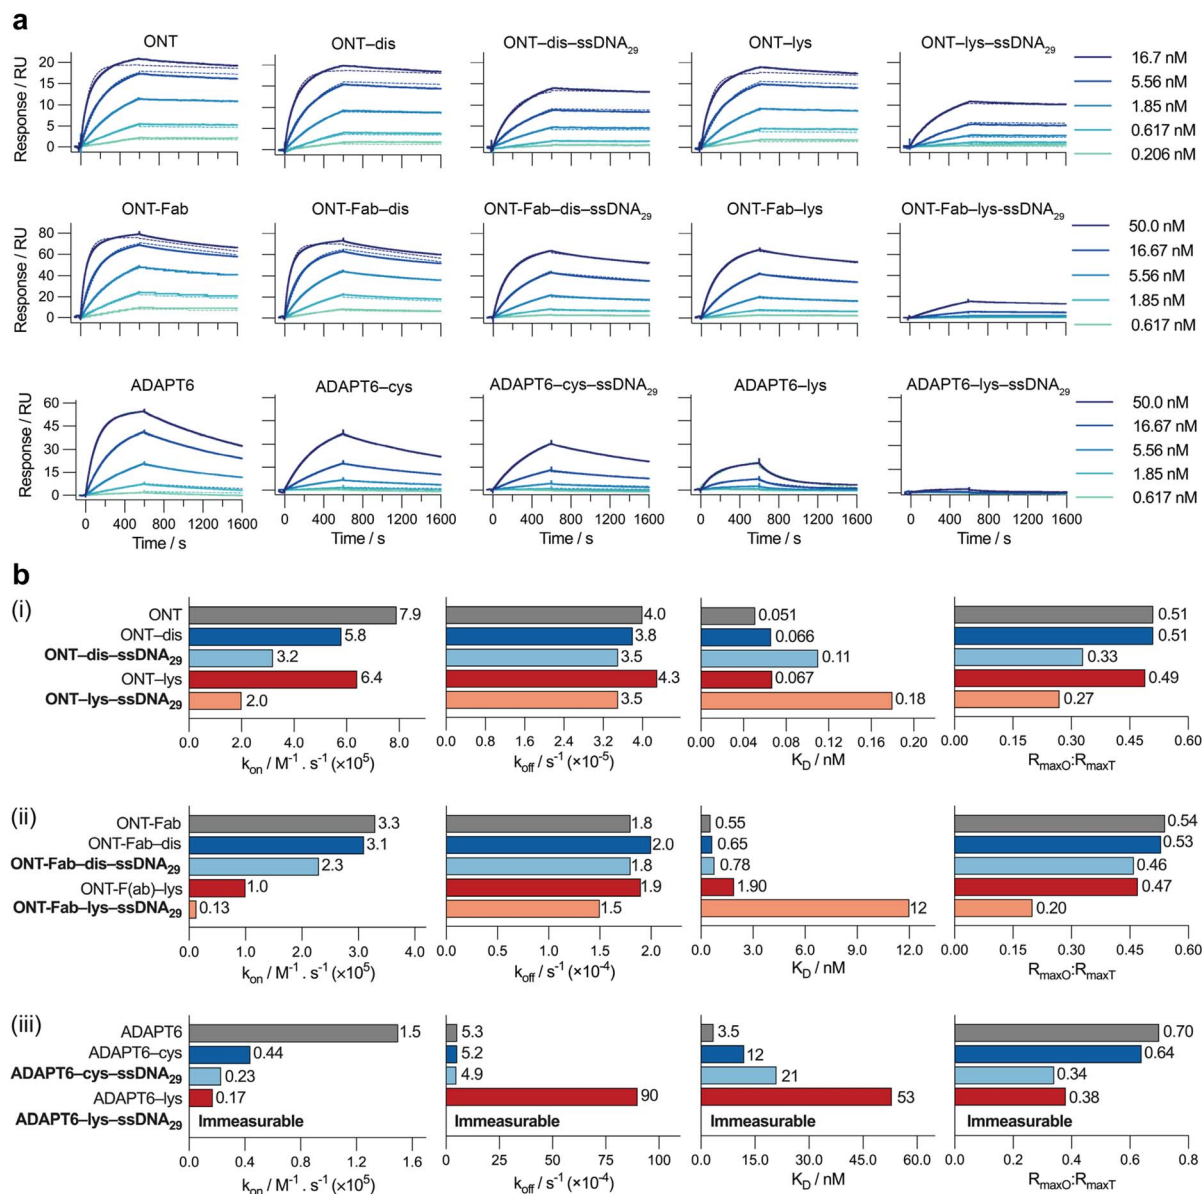 a
ONT ONT–dis ONT–dis–ssDNA29 ONT–lys ONT–lys–ssDNA29
Response / RU
20
15
10
5
0
16.7 nM
5.56 nM
1.85 nM
0.617 nM
0.206 nM
ONT-Fab ONT-Fab–dis ONT-Fab–dis–ssDNA29 ONT-Fab–lys ONT-Fab–lys-ssDNA29
Response / RU
80
60
40
20
0
50.0 nM
16.67 nM
5.56 nM
1.85 nM
0.617 nM
ADAPT6 ADAPT6–cys ADAPT6–cys-ssDNA29 ADAPT6–lys ADAPT6–lys–ssDNA29
Response / RU
60
45
30
15
0
50.0 nM
16.67 nM
5.56 nM
1.85 nM
0.617 nM
0 400 800 1200 1600 0 400 800 1200 1600 0 400 800 1200 1600 0 400 800 1200 1600 0 400 800 1200 1600
Time / s Time / s Time / s Time / s Time / s
b
(i)
ONT 7.9 4.0 0.051 0.51
ONT–dis 5.8 3.8 0.066 0.51
ONT–dis–ssDNA29 3.2 3.5 0.11 0.33
ONT–lys 6.4 4.3 0.067 0.49
ONT–lys–ssDNA29 2.0 3.5 0.18 0.27
0.0 2.0 4.0 6.0 8.0 0.0 0.8 1.6 2.4 3.2 4.0 0.00 0.04 0.08 0.12 0.16 0.20 0.00 0.15 0.30 0.45 0.60
kon / M-1 . s-1 (×105) koff / s-1 (×10-5) KD / nM RmaxO:RmaxT
(ii)
ONT-Fab 3.3 1.8 0.55 0.54
ONT-Fab–dis 3.1 2.0 0.65 0.53
ONT-Fab–dis–ssDNA29 2.3 1.8 0.78 0.46
ONT-F(ab)–lys 1.0 1.9 1.90 0.47
ONT-Fab–lys–ssDNA29 0.13 1.5 12 0.20
0.0 1.0 2.0 3.0 4.0 0.0 0.5 1.0 1.5 2.0 0.0 3.0 6.0 9.0 12.0 0.00 0.15 0.30 0.45 0.60
kon / M-1 . s-1 (×105) koff / s-1 (×10-4) KD / nM RmaxO:RmaxT
(iii)
ADAPT6 1.5 5.3 3.5 0.70
ADAPT6–cys 0.44 5.2 12 0.64
ADAPT6–cys–ssDNA29 0.23 4.9 21 0.34
ADAPT6–lys 0.17 90 53 0.38
ADAPT6–lys–ssDNA29 Immeasurable Immeasurable Immeasurable Immeasurable
0.0 0.4 0.8 1.2 1.6 0 25 50 75 100 0.0 15.0 30.0 45.0 60.0 0.0 0.2 0.4 0.6 0.8
kon / M-1 . s-1 (×105) koff / s-1 (×10-4) KD / nM RmaxO:RmaxT